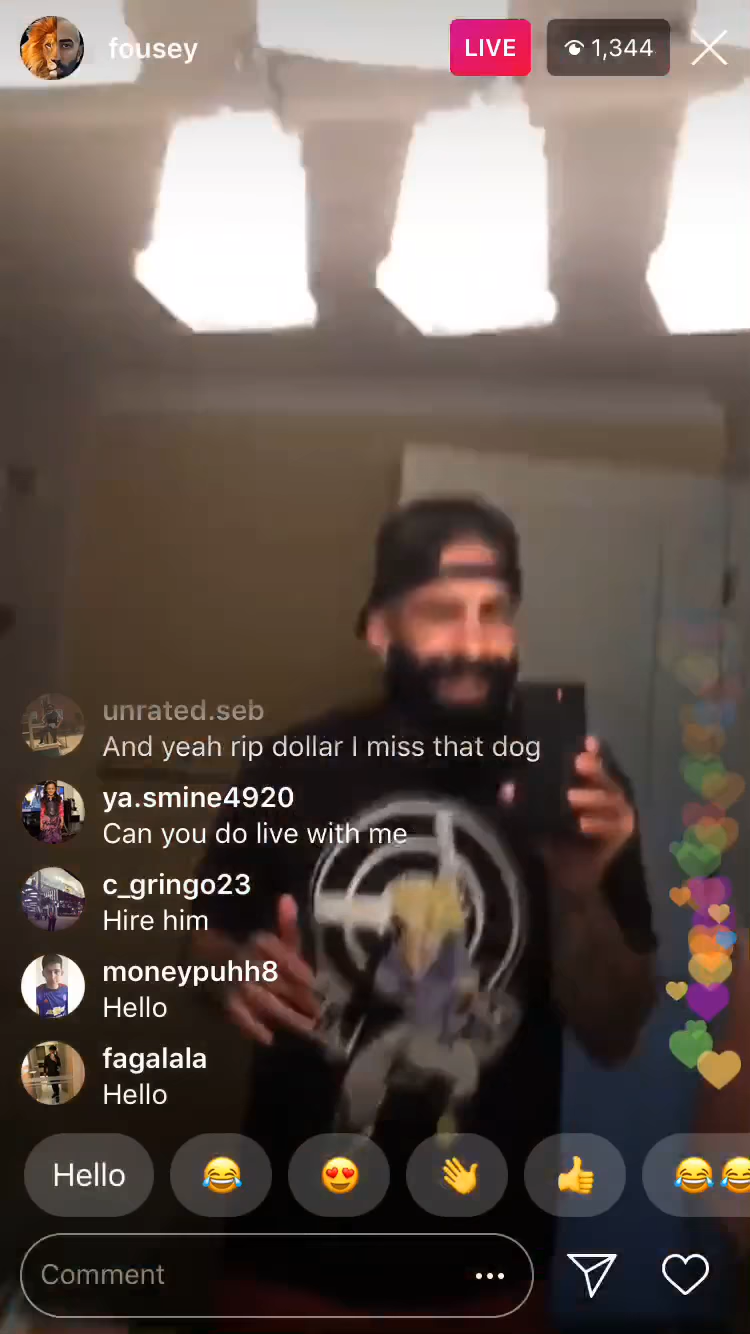 fousey
LIVE
1,344
unrated.seb
And yeah rip dollar I miss that dog
ya.smine4920
Can you do live with me
c_gringo23
Hire him
moneypuhh8
Hello
fagalala
Hello
Hello 😂 😍 👋 👍 😂😂
Comment